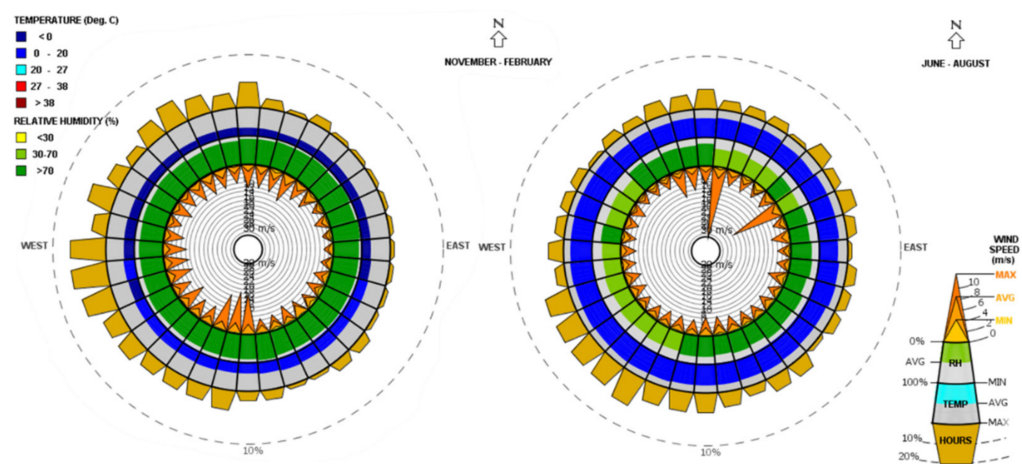 TEMPERATURE (Deg. C)
< 0
0 - 20
20 - 27
27 - 38
> 38
RELATIVE HUMIDITY (%)
<30
30-70
>70
N
NOVEMBER - FEBRUARY
N
JUNE - AUGUST
WEST
EAST
30 m/s
10%
WEST
EAST
10%
WIND
SPEED
(m/s)
MAX
10
8
AVG
6
4
MIN
2
0
0%
AVG
RH
100%
MIN
TEMP
AVG
MAX
HOURS
10%
20%